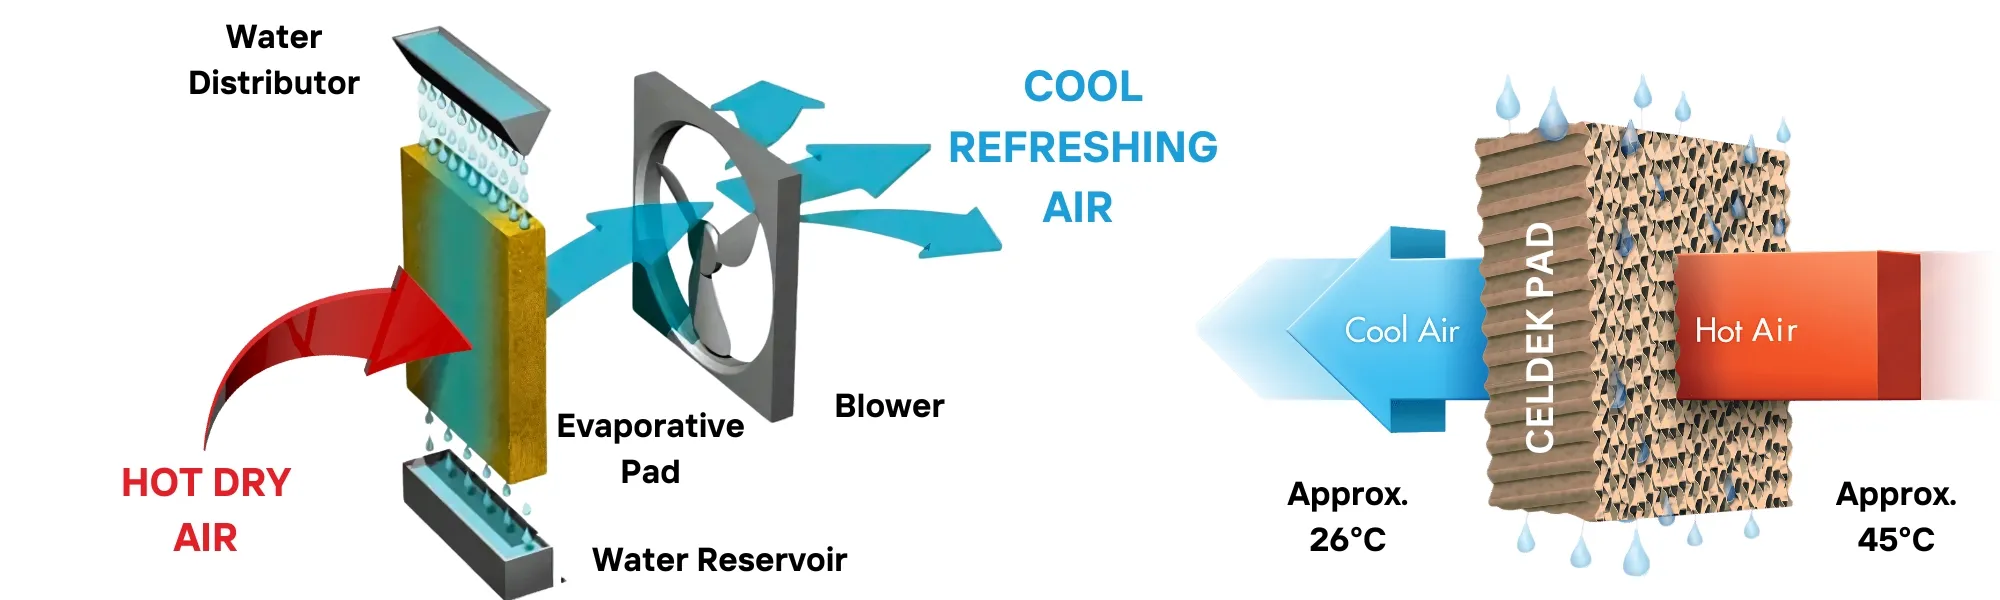 Water
Distributor
COOL
REFRESHING
AIR
HOT DRY
AIR
Evaporative
Pad
Blower
Water Reservoir
Cool Air
CELDEK PAD
Hot Air
Approx.
26°C
Approx.
45°C